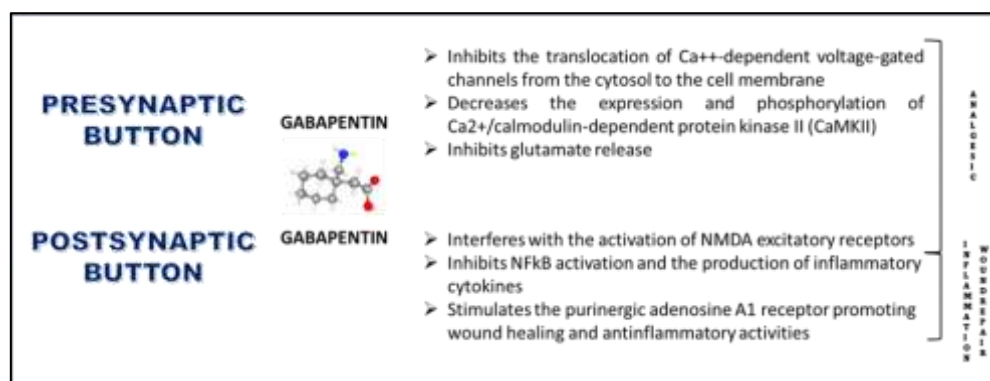 PRESYNAPTIC
BUTTON
GABAPENTIN
➢ Inhibits the translocation of Ca++-dependent voltage-gated
channels from the cytosol to the cell membrane
➢ Decreases the expression and phosphorylation of
Ca2+/calmodulin-dependent protein kinase II (CaMKII)
➢ Inhibits glutamate release
ANALGESIC
POSTSYNAPTIC
BUTTON
GABAPENTIN
➢ Interferes with the activation of NMDA excitatory receptors
➢ Inhibits NFkB activation and the production of inflammatory
cytokines
➢ Stimulates the purinergic adenosine A1 receptor promoting
wound healing and antinflammatory activities
INFLAMMATION
WOUNDREPAIR